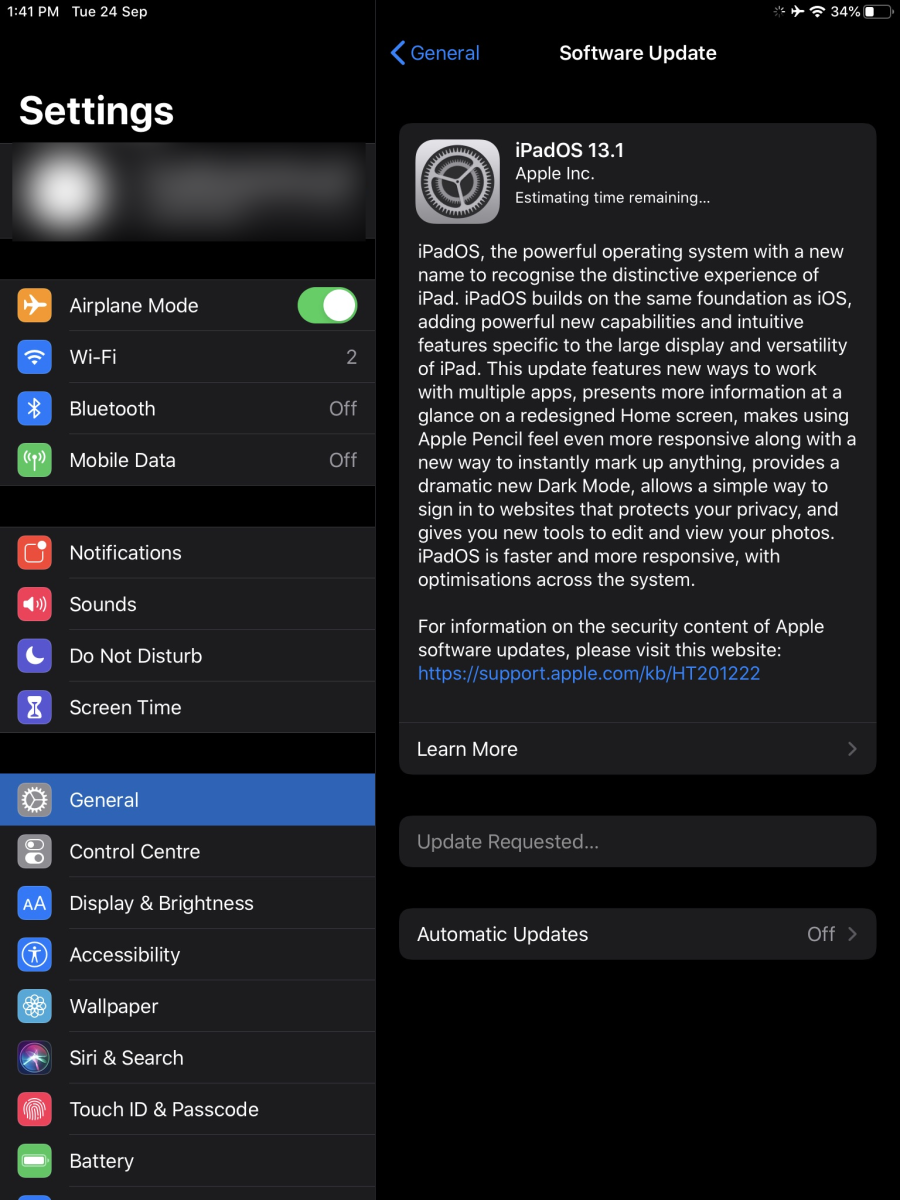 1:41 PM Tue 24 Sep
34%
Settings
Airplane Mode
Wi-Fi 2
Bluetooth Off
Mobile Data Off
Notifications
Sounds
Do Not Disturb
Screen Time
General
Control Centre
AA Display & Brightness
Accessibility
Wallpaper
Siri & Search
Touch ID & Passcode
Battery
General
Software Update
iPadOS 13.1
Apple Inc.
Estimating time remaining...
iPadOS, the powerful operating system with a new
name to recognise the distinctive experience of
iPad. iPadOS builds on the same foundation as iOS,
adding powerful new capabilities and intuitive
features specific to the large display and versatility
of iPad. This update features new ways to work
with multiple apps, presents more information at a
glance on a redesigned Home screen, makes using
Apple Pencil feel even more responsive along with a
new way to instantly mark up anything, provides a
dramatic new Dark Mode, allows a simple way to
sign in to websites that protects your privacy, and
gives you new tools to edit and view your photos.
iPadOS is faster and more responsive, with
optimisations across the system.
For information on the security content of Apple
software updates, please visit this website:
https://support.apple.com/kb/HT201222
Learn More
Update Requested...
Automatic Updates Off